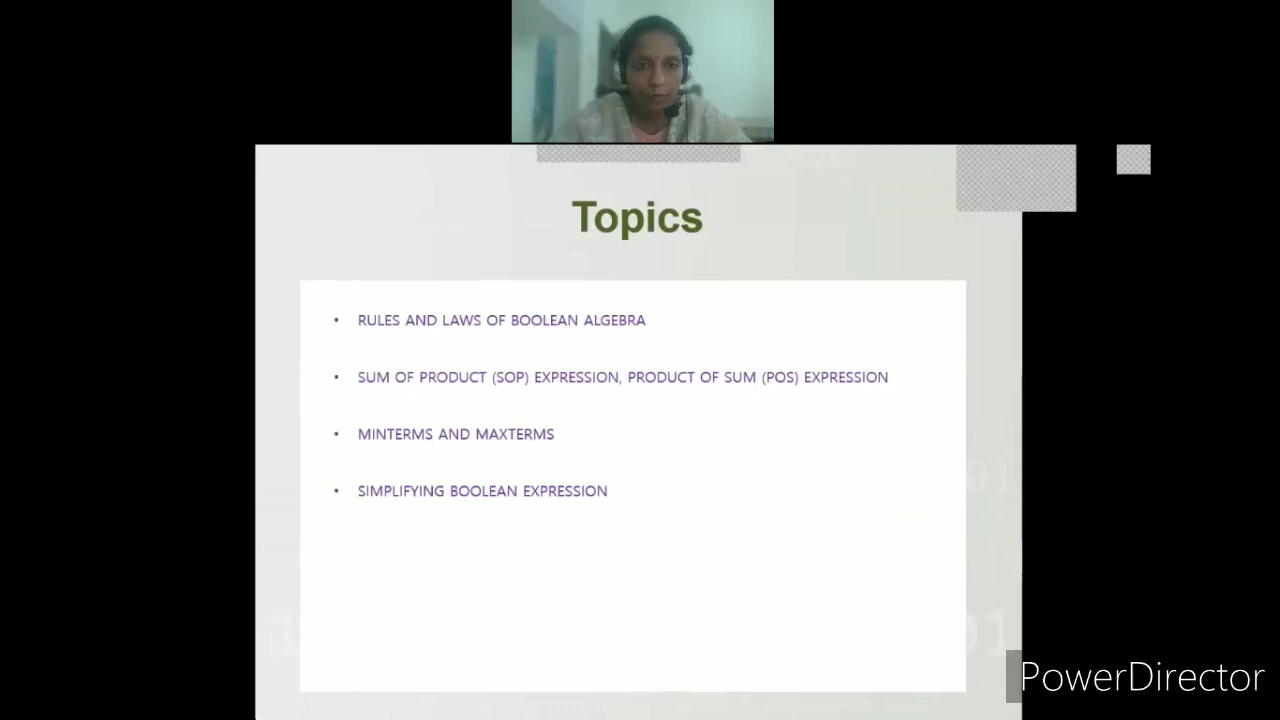 Topics
• RULES AND LAWS OF BOOLEAN ALGEBRA
• SUM OF PRODUCT (SOP) EXPRESSION, PRODUCT OF SUM (POS) EXPRESSION
• MINTERMS AND MAXTERMS
• SIMPLIFYING BOOLEAN EXPRESSION
PowerDirector